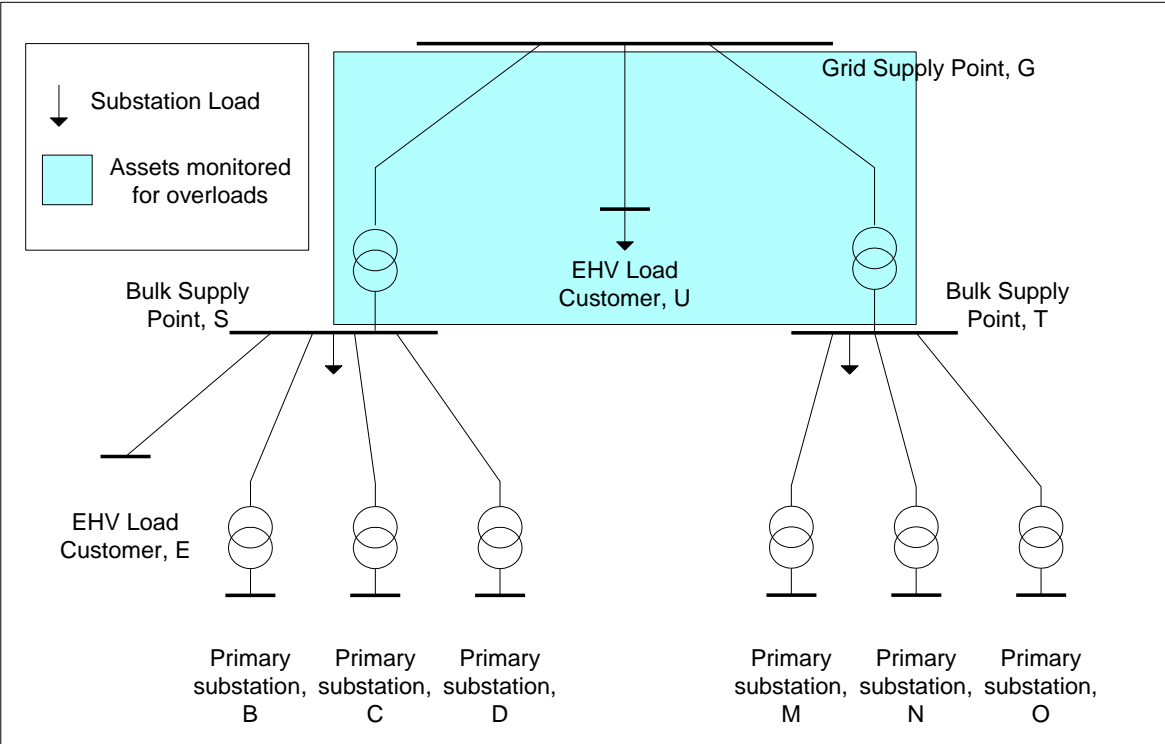 Grid Supply Point, G
Substation Load
Assets monitored
for overloads
EHV Load
Customer, U
Bulk Supply
Point, S
Bulk Supply
Point, T
EHV Load
Customer, E
Primary
substation,
B
Primary
substation,
C
Primary
substation,
D
Primary
substation,
M
Primary
substation,
N
Primary
substation,
O